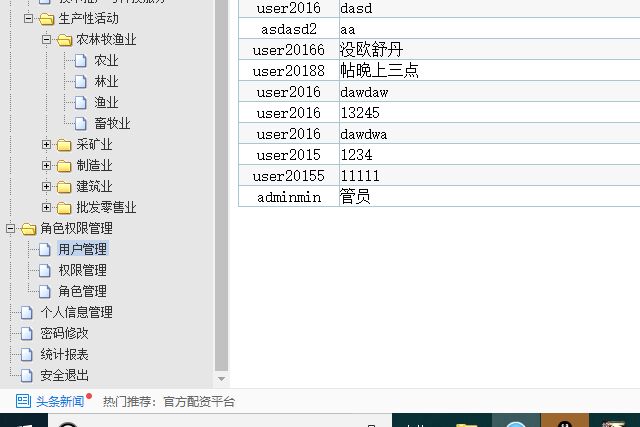 生产性活动
农林牧渔业
农业
林业
渔业
畜牧业
采矿业
制造业
建筑业
批发零售业
角色权限管理
用户管理
权限管理
角色管理
个人信息管理
密码修改
统计报表
安全退出
user2016 dasd
asdasd2 aa
user20166 没欧舒丹
user20188 帖晚上三点
user2016 dawdaw
user2016 13245
user2016 dawdwa
user2015 1234
user20155 11111
adminmin 管员
头条新闻 热门推荐: 官方配资平台